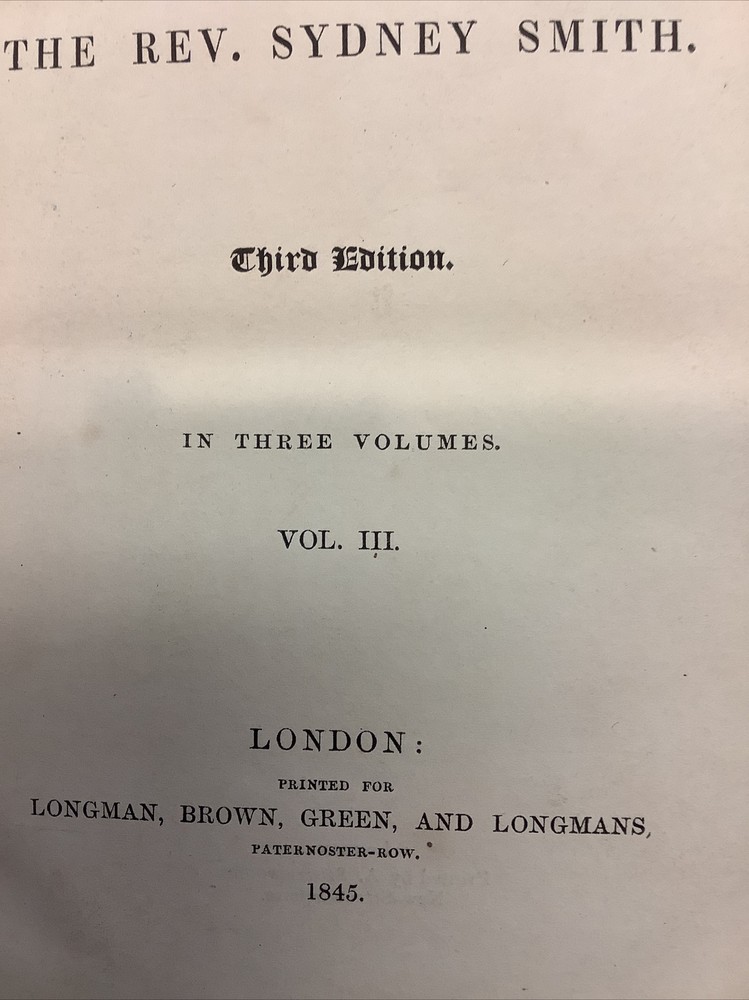 THE REV. SYDNEY SMITH.
Third Edition.
IN THREE VOLUMES.
VOL. III.
LONDON:
PRINTED FOR
LONGMAN, BROWN, GREEN, AND LONGMANS,
PATERNOSTER-ROW.
1845.